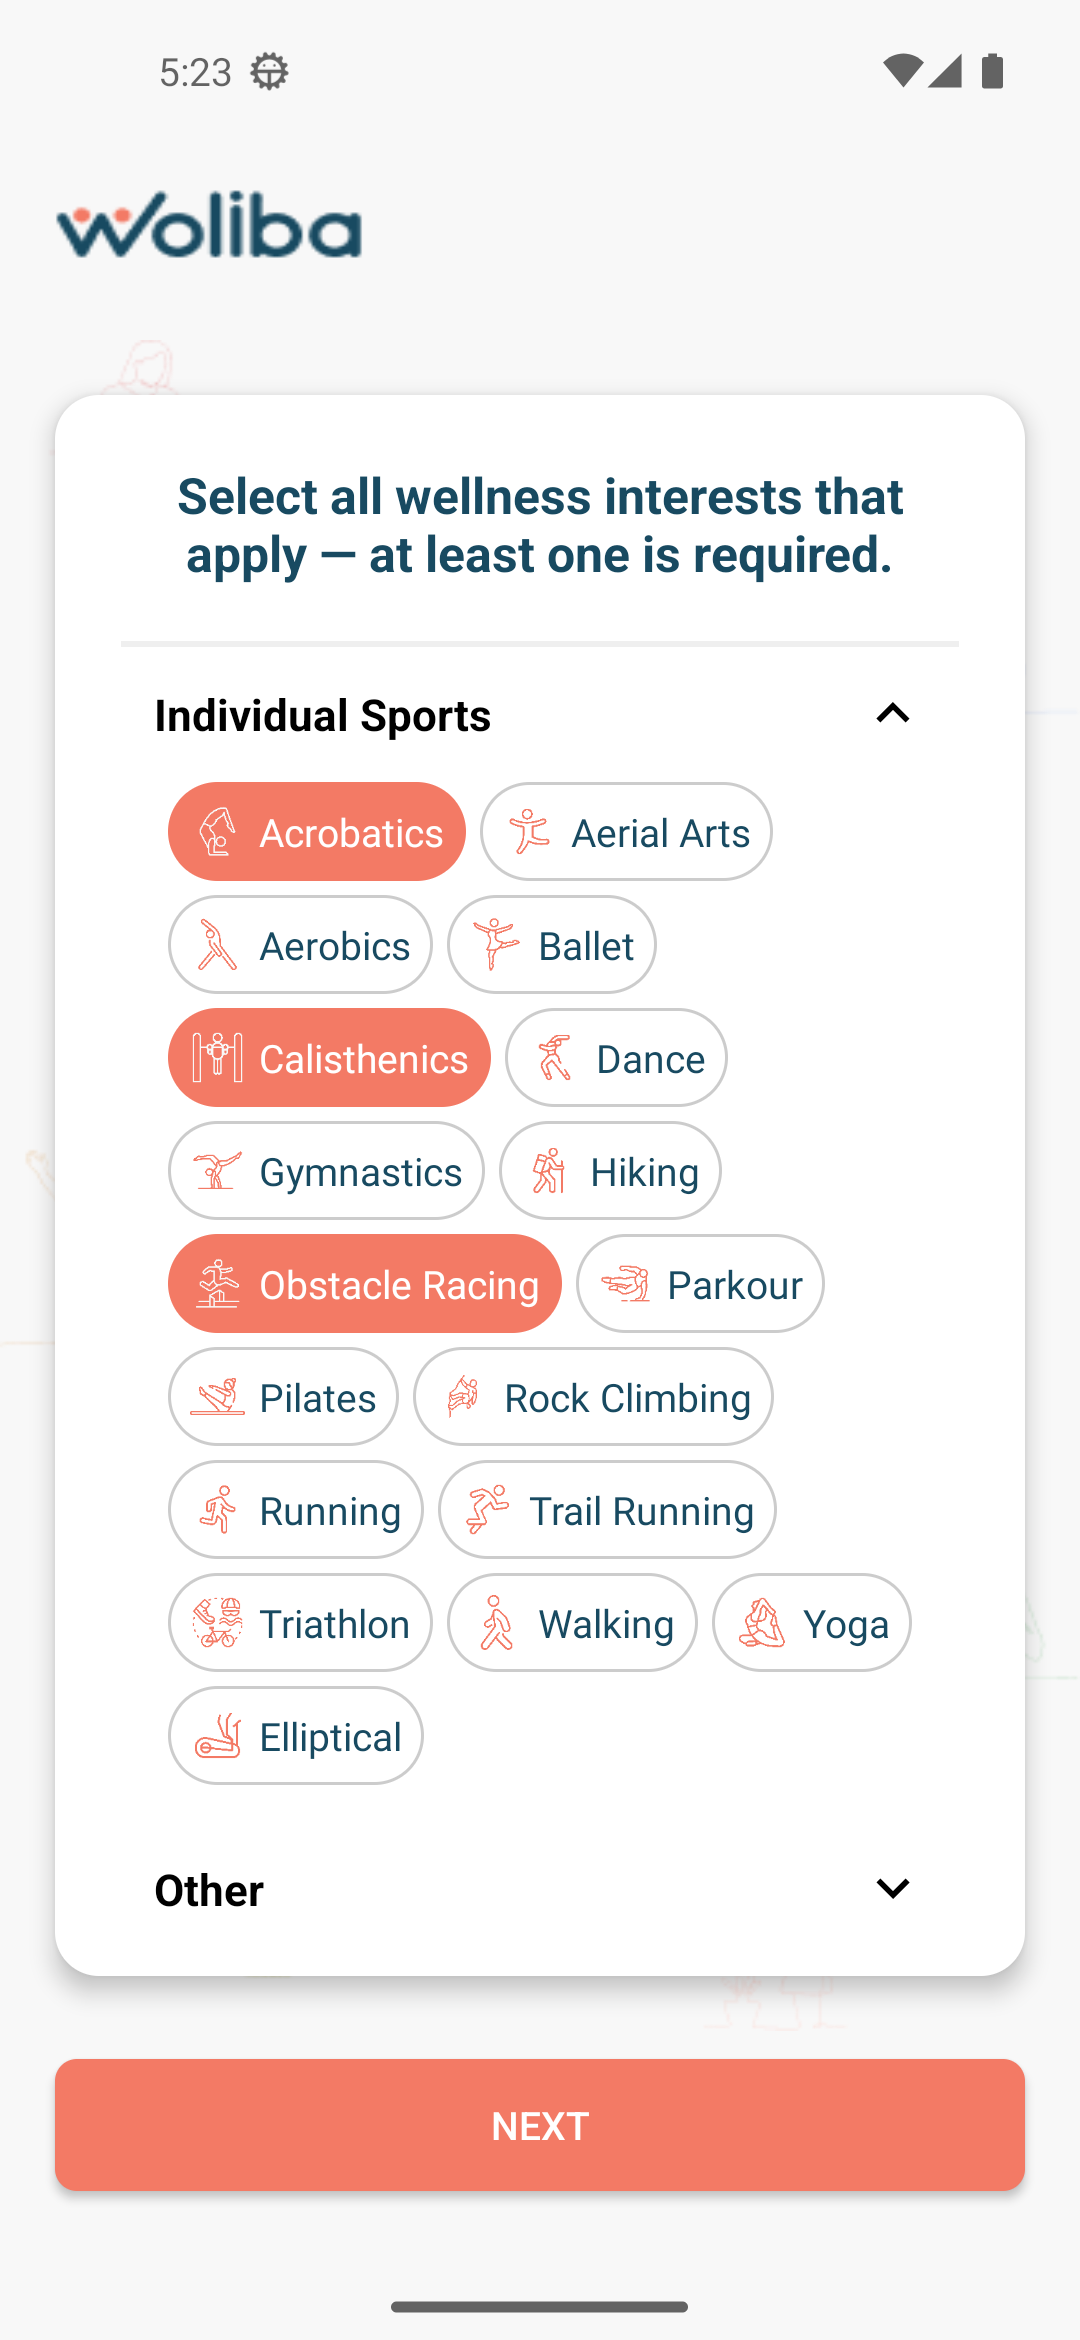 5:23
Woliba
Select all wellness interests that
apply — at least one is required.
Individual Sports
Acrobatics
Aerial Arts
Aerobics
Ballet
Calisthenics
Dance
Gymnastics
Hiking
Obstacle Racing
Parkour
Pilates
Rock Climbing
Running
Trail Running
Triathlon
Walking
Yoga
Elliptical
Other
NEXT